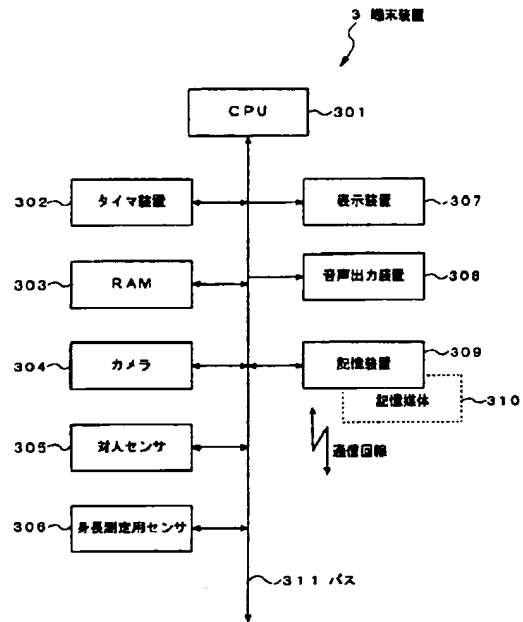 3 端末装置
CPU
301
302
タイマ装置
表示装置
307
303
RAM
音声出力装置
308
304
カメラ
記憶装置
309
記憶媒体
310
305
対人センサ
通信回線
306
身長測定用センサ
311 バス